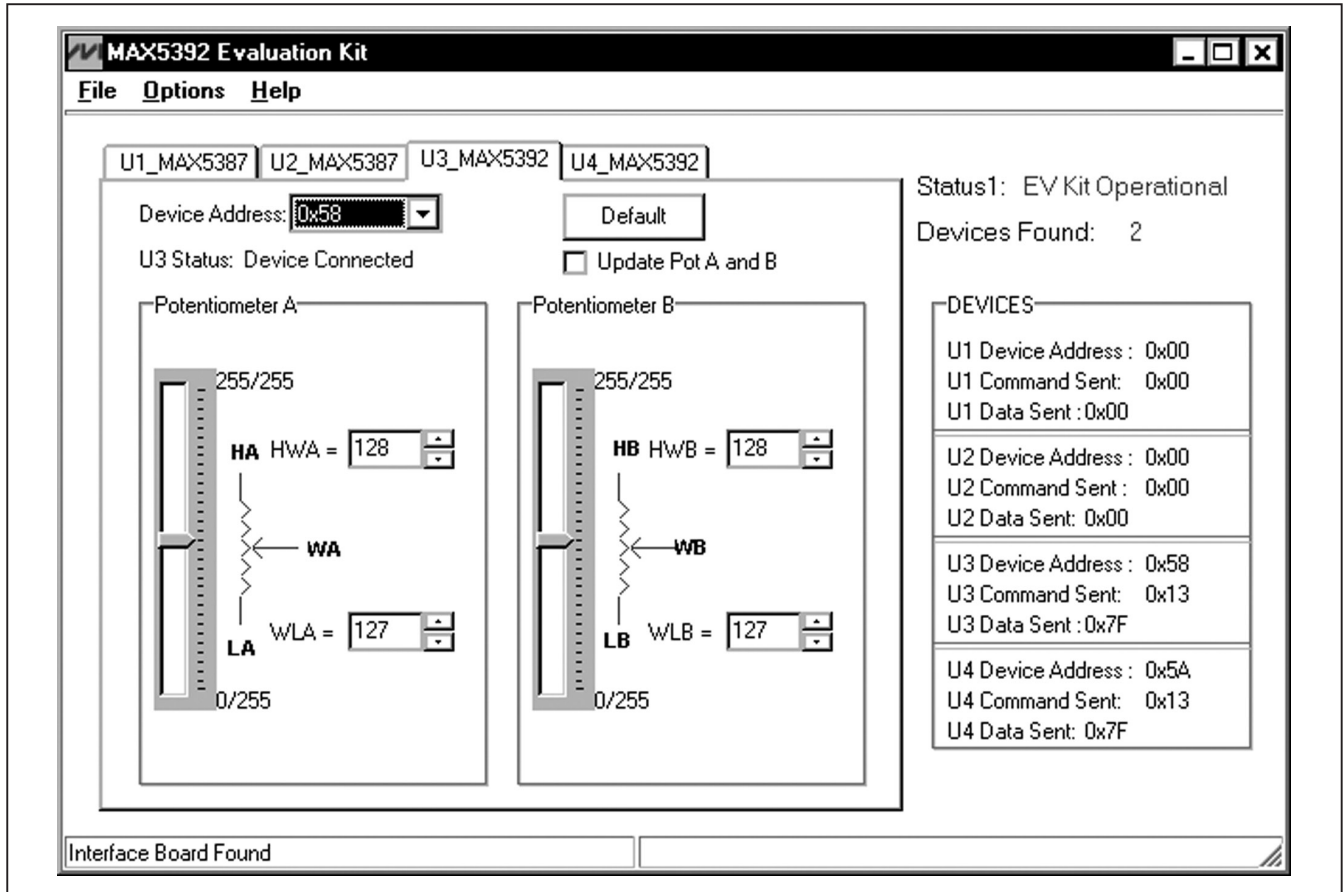 MAX5392 Evaluation Kit
File Options Help
U1_MAX5387 U2_MAX5387 U3_MAX5392 U4_MAX5392
Device Address: 0x58
Default
U3 Status: Device Connected
Update Pot A and B
Potentiometer A
255/255
HA HWA = 128
WA
LA WLA = 127
0/255
Potentiometer B
255/255
HB HWB = 128
WB
LB WLB = 127
0/255
Status1: EV Kit Operational
Devices Found: 2
DEVICES
U1 Device Address : 0x00
U1 Command Sent: 0x00
U1 Data Sent : 0x00
U2 Device Address : 0x00
U2 Command Sent : 0x00
U2 Data Sent: 0x00
U3 Device Address : 0x58
U3 Command Sent: 0x13
U3 Data Sent : 0x7F
U4 Device Address : 0x5A
U4 Command Sent: 0x13
U4 Data Sent: 0x7F
Interface Board Found